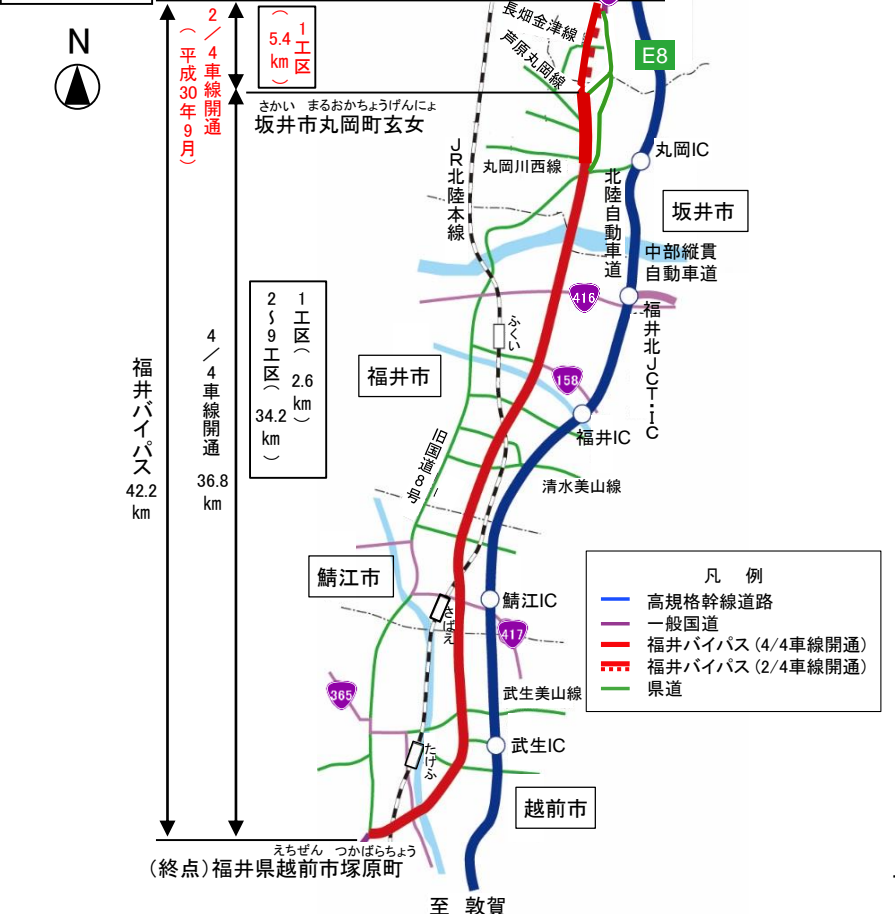 N
2/4車線開通
(平成30年9月)
1工区
(5.4km)
長畑金津線
芦原丸岡線
E8
さかい まるおかちょうげんにょ
坂井市丸岡町玄女
JR北陸本線
丸岡川西線
丸岡IC
北陸自動車道
坂井市
中部縦貫
自動車道
416
福井北JCT・IC
1工区(2.6km)
2~9工区(34.2km)
ふくい
福井バイパス
42.2
km
4/4車線開通
36.8
km
福井市
158
福井IC
旧国道8号
清水美山線
鯖江市
鯖江IC
さばえ
417
凡 例
高規格幹線道路
一般国道
福井バイパス(4/4車線開通)
福井バイパス(2/4車線開通)
県道
365
武生美山線
武生IC
たけふ
越前市
えちぜん つかばらちょう
(終点)福井県越前市塚原町
至 敦賀